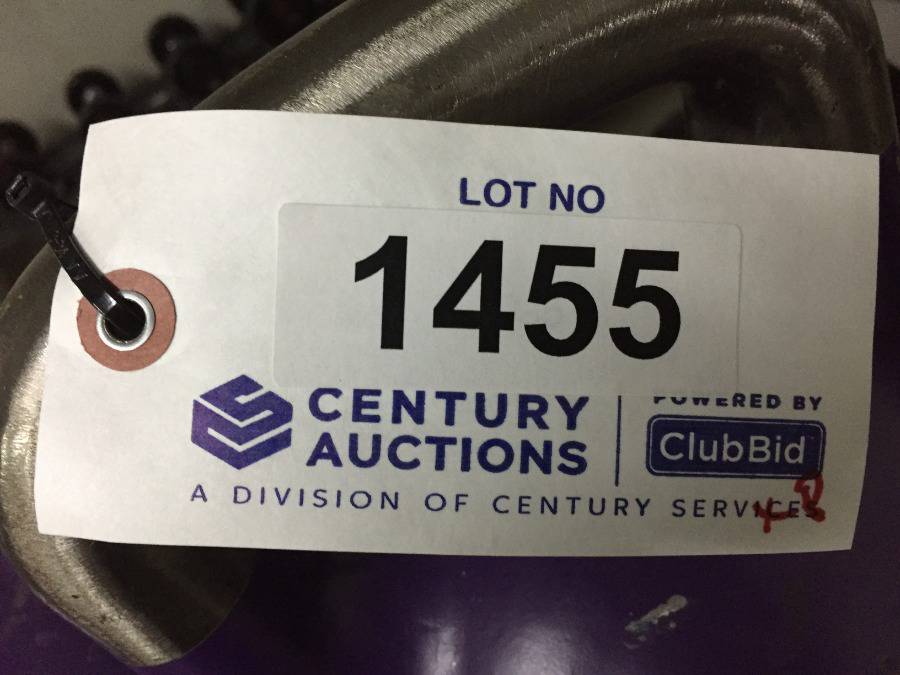 LOT NO
1455
CENTURY
AUCTIONS
POWERED BY
ClubBid
A DIVISION OF CENTURY SERVICES